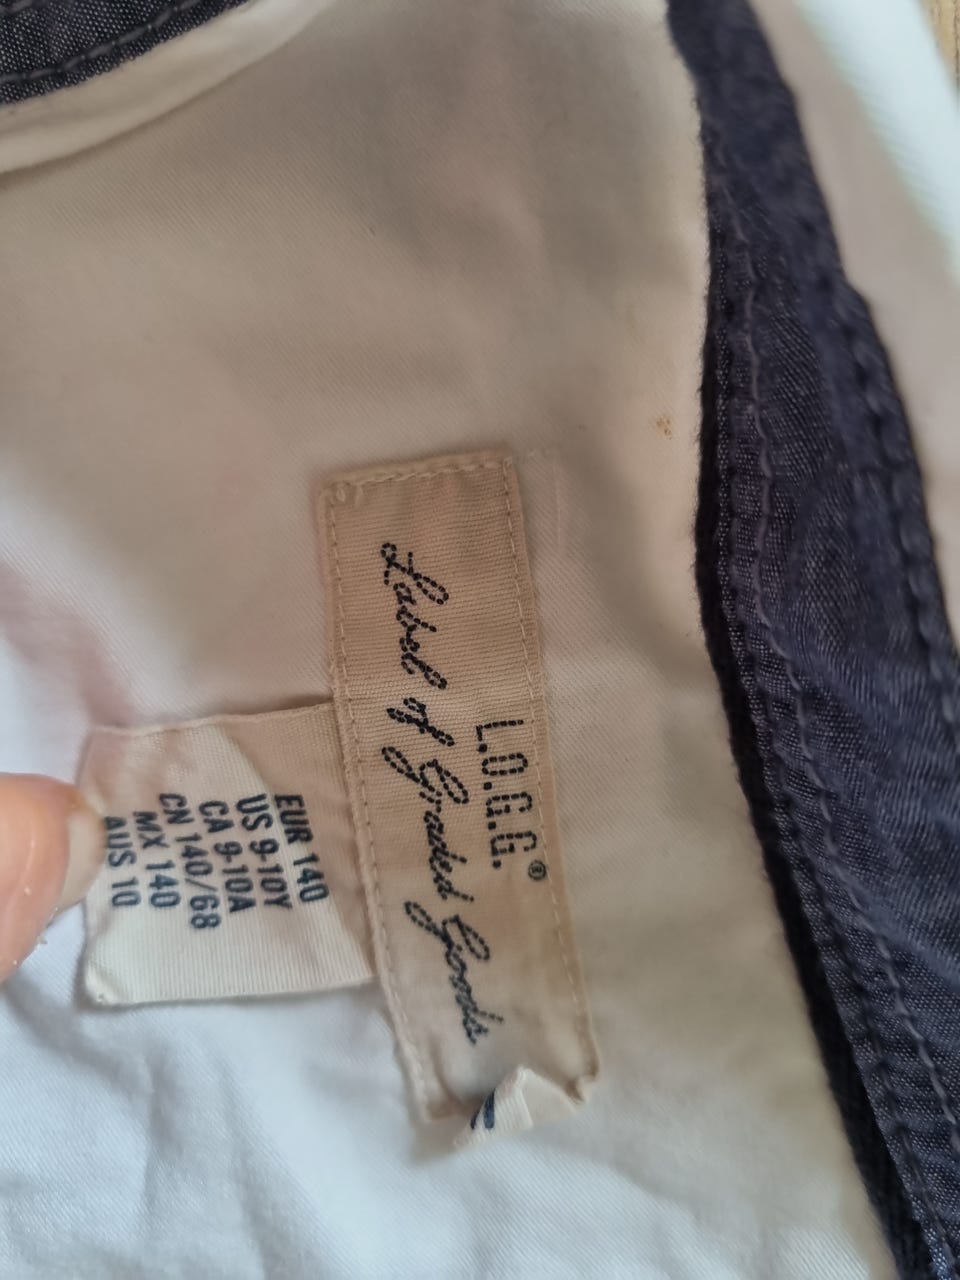 L.O.G.G.®
Label of Graded Goods
EUR 140
US 9-10Y
CA 9-10A
CN 140/68
MX 140
AUS 10